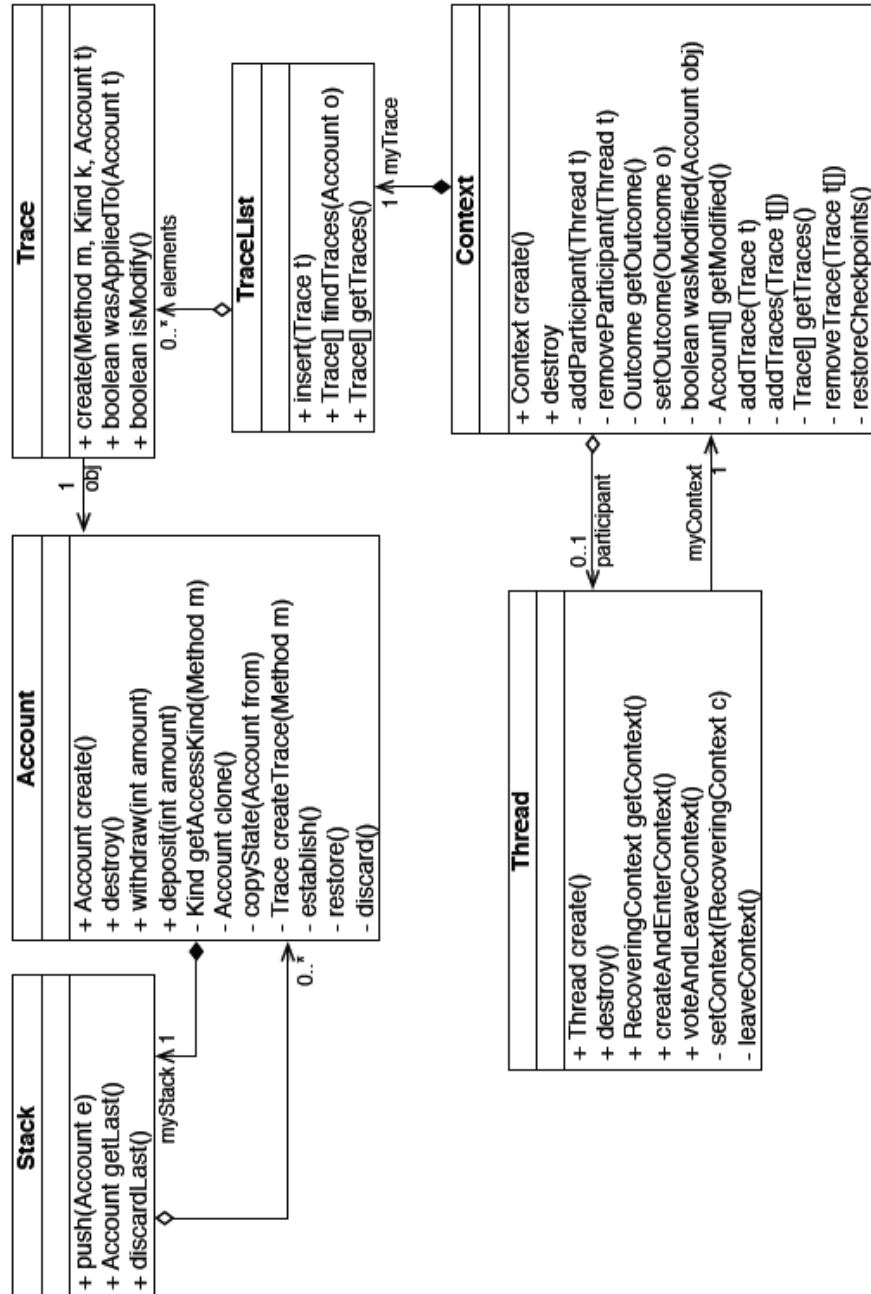 Stack
+ push(Account e)
+ Account getLast()
+ discardLast()
myStack
1
0..*
Account
+ Account create()
+ destroy()
+ withdraw(int amount)
+ deposit(int amount)
- Kind getAccessKind(Method m)
- Account clone()
- copyState(Account from)
- Trace createTrace(Method m)
- establish()
- restore()
- discard()
1
obj
Trace
+ create(Method m, Kind k, Account t)
+ boolean wasAppliedTo(Account t)
+ boolean isModify()
0..*
elements
TraceList
+ insert(Trace t)
+ Trace[] findTraces(Account o)
+ Trace[] getTraces()
1
myTrace
Thread
+ Thread create()
+ destroy()
+ RecoveringContext getContext()
+ createAndEnterContext()
+ voteAndLeaveContext()
- setContext(RecoveringContext c)
- leaveContext()
0..1
participant
myContext
1
Context
+ Context create()
+ destroy
- addParticipant(Thread t)
- removeParticipant(Thread t)
- Outcome getOutcome()
- setOutcome(Outcome o)
- boolean wasModified(Account obj)
- Account[] getModified()
- addTrace(Trace t)
- addTraces(Trace t[])
- Trace[] getTraces()
- removeTrace(Trace t[])
- restoreCheckpoints()